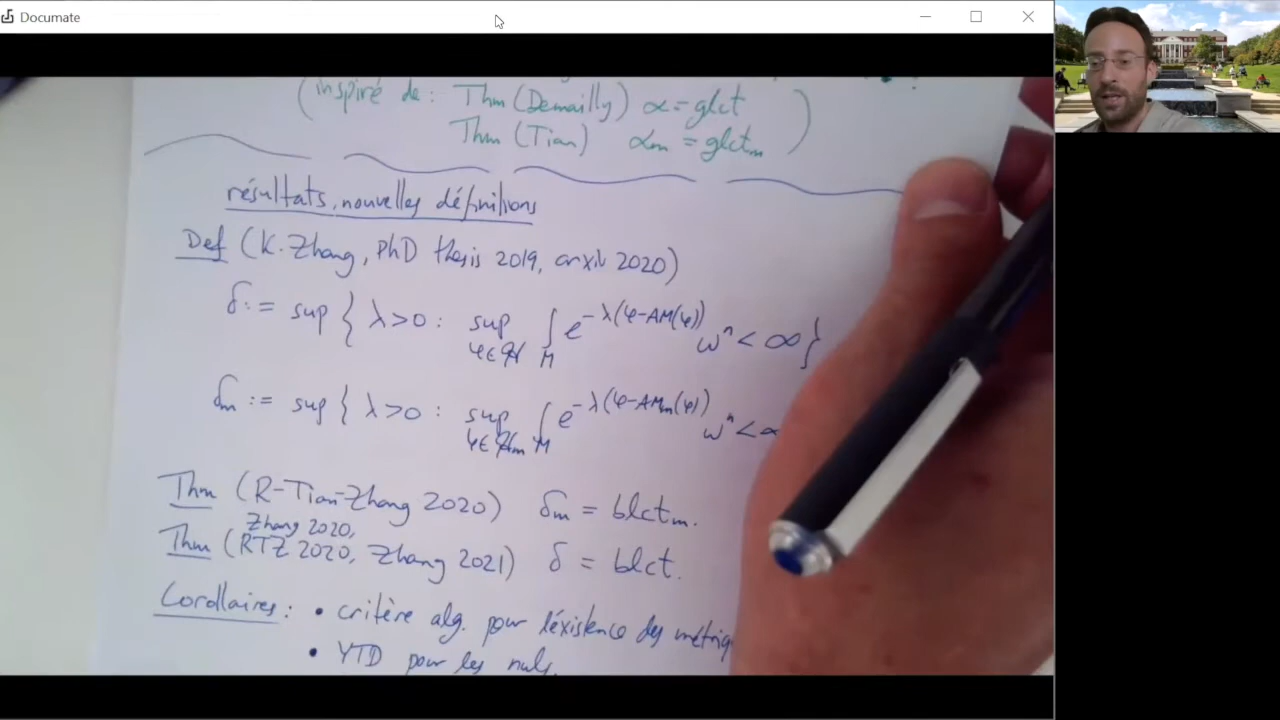 Documate
(inspiré de: Thm (Demailly) α = glct
Thm (Tian) αm = glctm)
résultats, nouvelles définitions
Def (K. Zhang, PhD thesis 2019, arxiv 2020)
δ := sup { λ>0 : sup φ∈H ∫M e^-λ(φ-AM(φ)) ω^n < ∞ }
δm := sup { λ>0 : sup φ∈Hm ∫M e^-λ(φ-AMm(φ)) ω^n <
Thm (R-Tian-Zhang 2020) δm = blctm.
Zhang 2020,
Thm (RTZ 2020, Zhang 2021) δ = blct.
Corollaires: • critère alg. pour l'éxistence des métriq
• YTD pour les nuls.